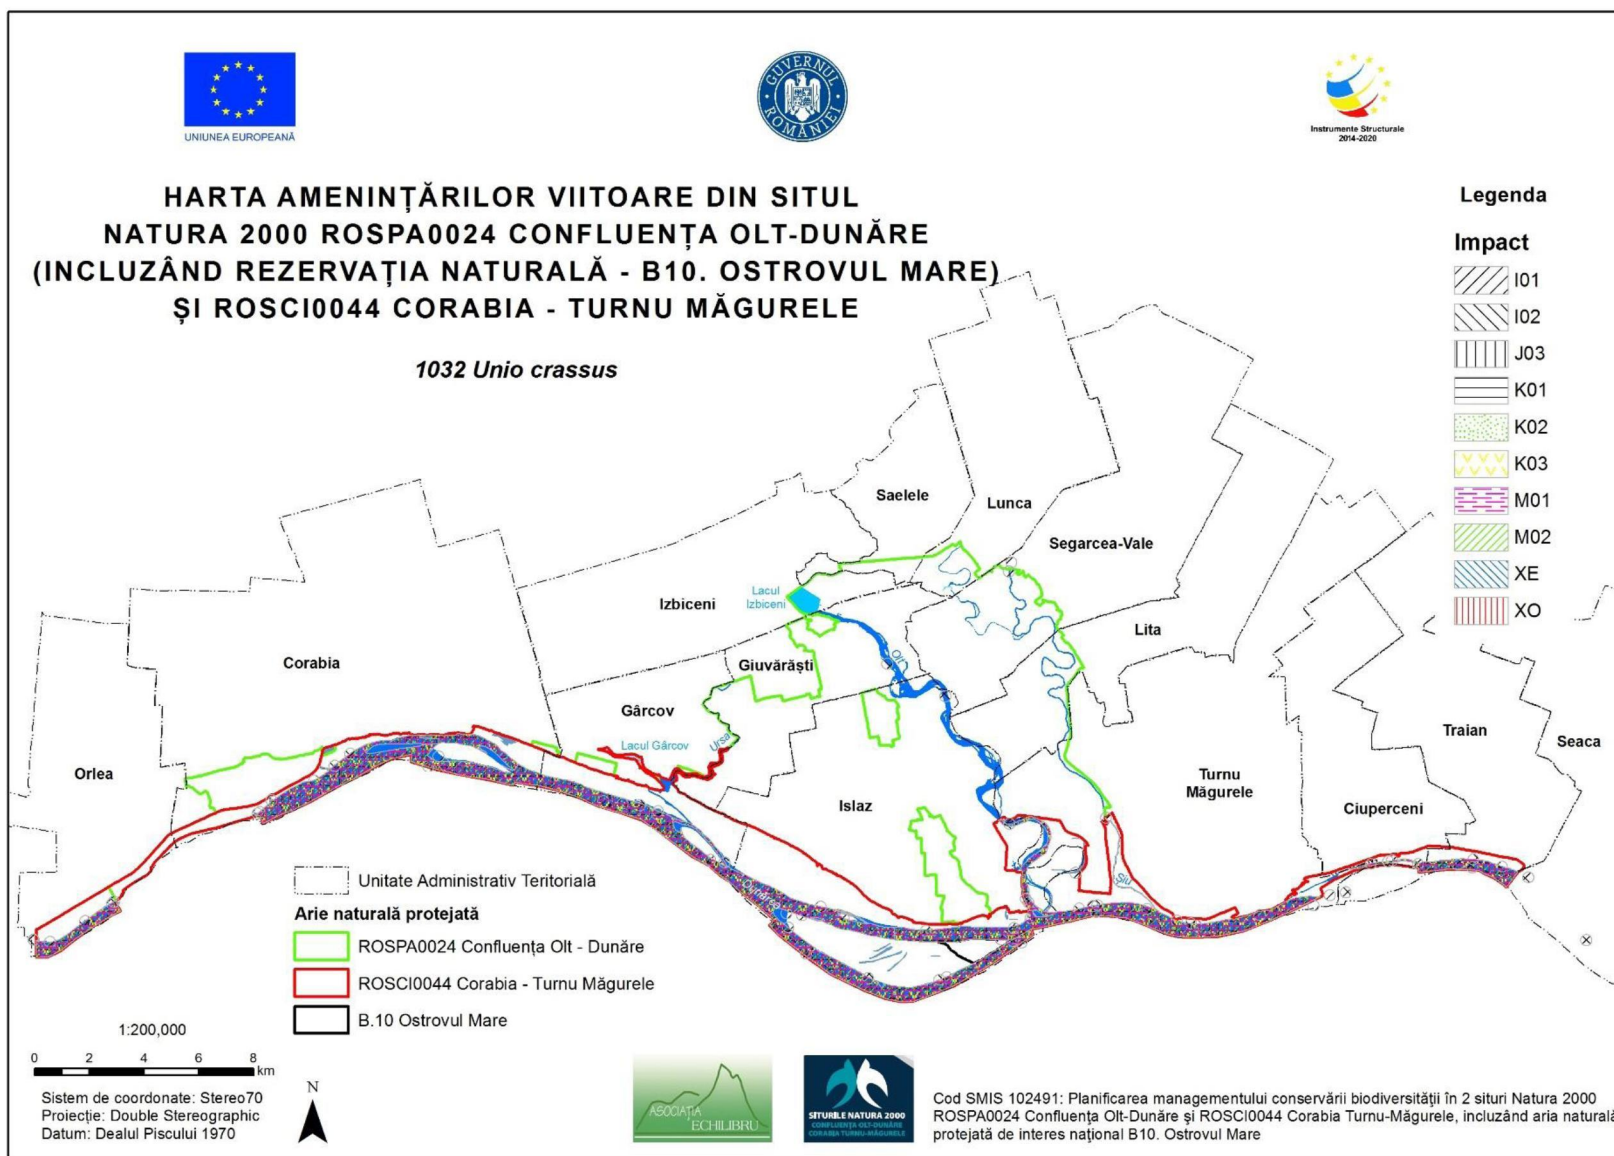 UNIUNEA EUROPEANĂ
GUVERNUL ROMÂNIEI
Instrumente Structurale
2014-2020
HARTA AMENINȚĂRILOR VIITOARE DIN SITUL
NATURA 2000 ROSPA0024 CONFLUENȚA OLT-DUNĂRE
(INCLUZÂND REZERVAȚIA NATURALĂ - B10. OSTROVUL MARE)
ȘI ROSCI0044 CORABIA - TURNU MĂGURELE
1032 Unio crassus
Legenda
Impact
I01
I02
J03
K01
K02
K03
M01
M02
XE
XO
Saelele
Lunca
Segarcea-Vale
Izbiceni
Lacul
Izbiceni
Lita
Corabia
Giuvărăști
Olt
Gârcov
Lacul Gârcov
Ursa
Orlea
Islaz
Turnu
Măgurele
Traian
Seaca
Ciuperceni
Siu
Unitate Administrativ Teritorială
Arie naturală protejată
ROSPA0024 Confluența Olt - Dunăre
ROSCI0044 Corabia - Turnu Măgurele
B.10 Ostrovul Mare
1:200,000
0 2 4 6 8
km
Sistem de coordonate: Stereo70
Proiecție: Double Stereographic
Datum: Dealul Piscului 1970
N
ASOCIAȚIA
ECHILIBRU
SITURILE NATURA 2000
CONFLUENȚA OLT-DUNĂRE
CORABIA TURNU-MĂGURELE
Cod SMIS 102491: Planificarea managementului conservării biodiversității în 2 situri Natura 2000
ROSPA0024 Confluența Olt-Dunăre și ROSCI0044 Corabia Turnu-Măgurele, incluzând aria naturală
protejată de interes național B10. Ostrovul Mare